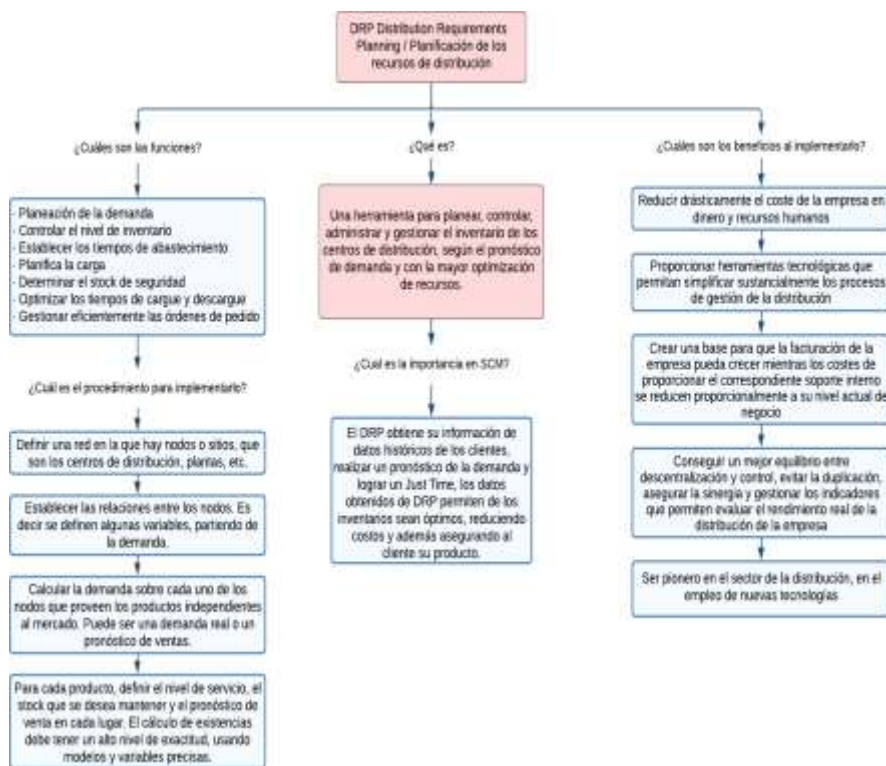 DRP Distribution Requirements
Planning / Planificación de los
recursos de distribución
¿Cuáles son las funciones?
- Planeación de la demanda
- Controlar el nivel de inventario
- Establecer los tiempos de abastecimiento
- Planifica la carga
- Determinar el stock de seguridad
- Optimizar los tiempos de cargue y descargue
- Gestionar eficientemente las órdenes de pedido
¿Cuál es el procedimiento para implementarlo?
Definir una red en la que hay nodos o sitios, que
son los centros de distribución, plantas, etc.
Establecer las relaciones entre los nodos. Es
decir se definen algunas variables, partiendo de
la demanda.
Calcular la demanda sobre cada uno de los
nodos que proveen los productos independientes
al mercado. Puede ser una demanda real o un
pronóstico de ventas.
Para cada producto, definir el nivel de servicio, el
stock que se desea mantener y el pronóstico de
venta en cada lugar. El cálculo de existencias
debe tener un alto nivel de exactitud, usando
modelos y variables precisas.
¿Qué es?
Una herramienta para planear, controlar,
administrar y gestionar el inventario de los
centros de distribución, según el pronóstico
de demanda y con la mayor optimización
de recursos.
¿Cual es la importancia en SCM?
El DRP obtiene su información de
datos históricos de los clientes,
realizar un pronóstico de la demanda y
lograr un Just Time, los datos
obtenidos de DRP permiten de los
inventarios sean óptimos, reduciendo
costos y además asegurando al
cliente su producto.
¿Cuáles son los beneficios al implementarlo?
Reducir drásticamente el coste de la empresa en
dinero y recursos humanos
Proporcionar herramientas tecnológicas que
permitan simplificar sustancialmente los procesos
de gestión de la distribución
Crear una base para que la facturación de la
empresa pueda crecer mientras los costes de
proporcionar el correspondiente soporte interno
se reducen proporcionalmente a su nivel actual de
negocio
Conseguir un mejor equilibrio entre
descentralización y control, evitar la duplicación,
asegurar la sinergia y gestionar los indicadores
que permiten evaluar el rendimiento real de la
distribución de la empresa
Ser pionero en el sector de la distribución, en el
empleo de nuevas tecnologías